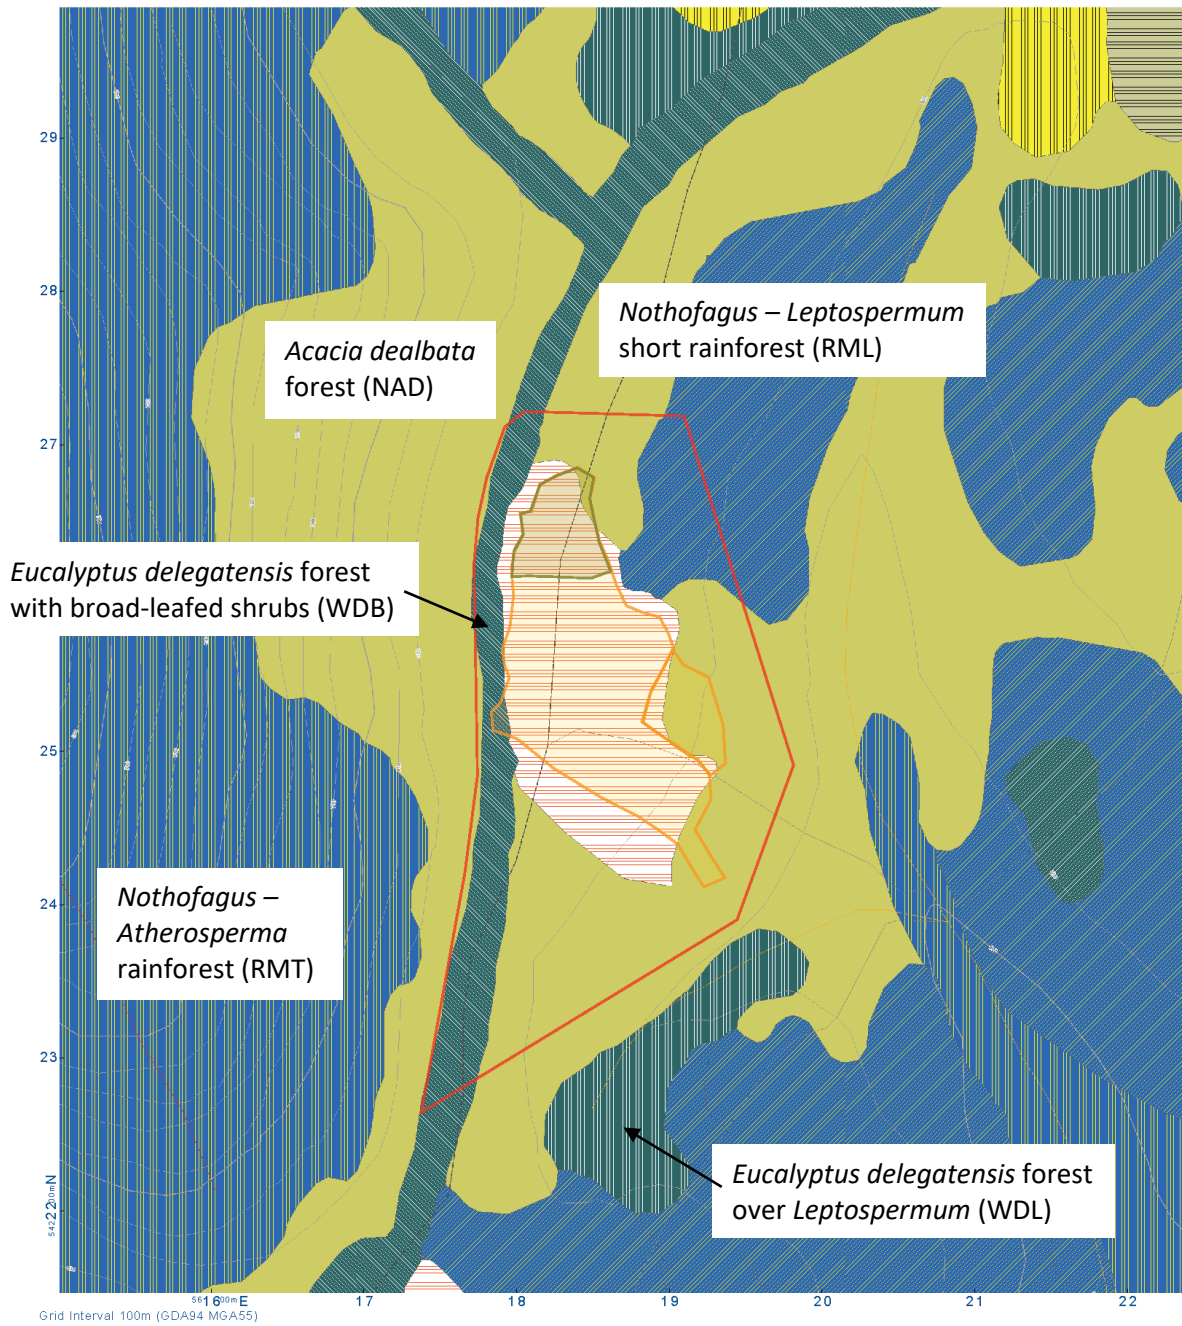 29
28
Nothofagus – Leptospermum
short rainforest (RML)
Acacia dealbata
forest (NAD)
27
Eucalyptus delegatensis forest
with broad-leafed shrubs (WDB)
25
24
Nothofagus –
Atherosperma
rainforest (RMT)
23
Eucalyptus delegatensis forest
over Leptospermum (WDL)
542200mN
561600mE 17 18 19 20 21 22
Grid Interval 100m (GDA94 MGA55)